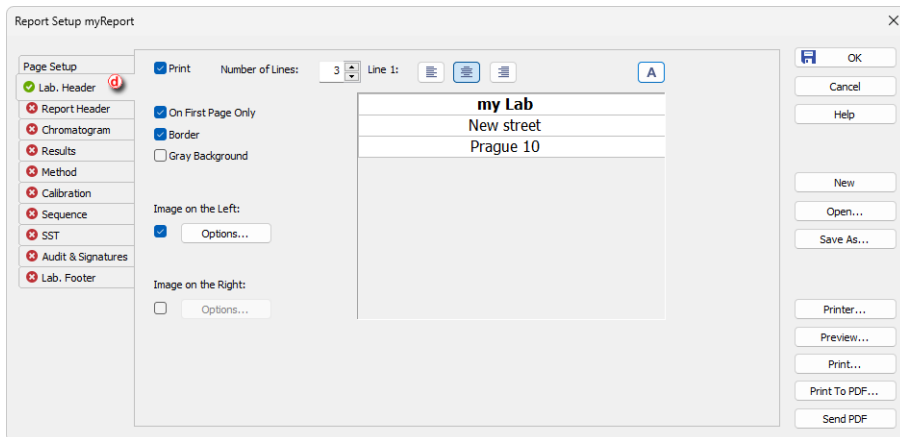 Report Setup myReport
Page Setup
Lab. Header
d
Report Header
Chromatogram
Results
Method
Calibration
Sequence
SST
Audit & Signatures
Lab. Footer
Print
Number of Lines:
3
Line 1:
A
On First Page Only
Border
Gray Background
Image on the Left:
Options...
Image on the Right:
Options...
my Lab
New street
Prague 10
OK
Cancel
Help
New
Open...
Save As...
Printer...
Preview...
Print...
Print To PDF...
Send PDF